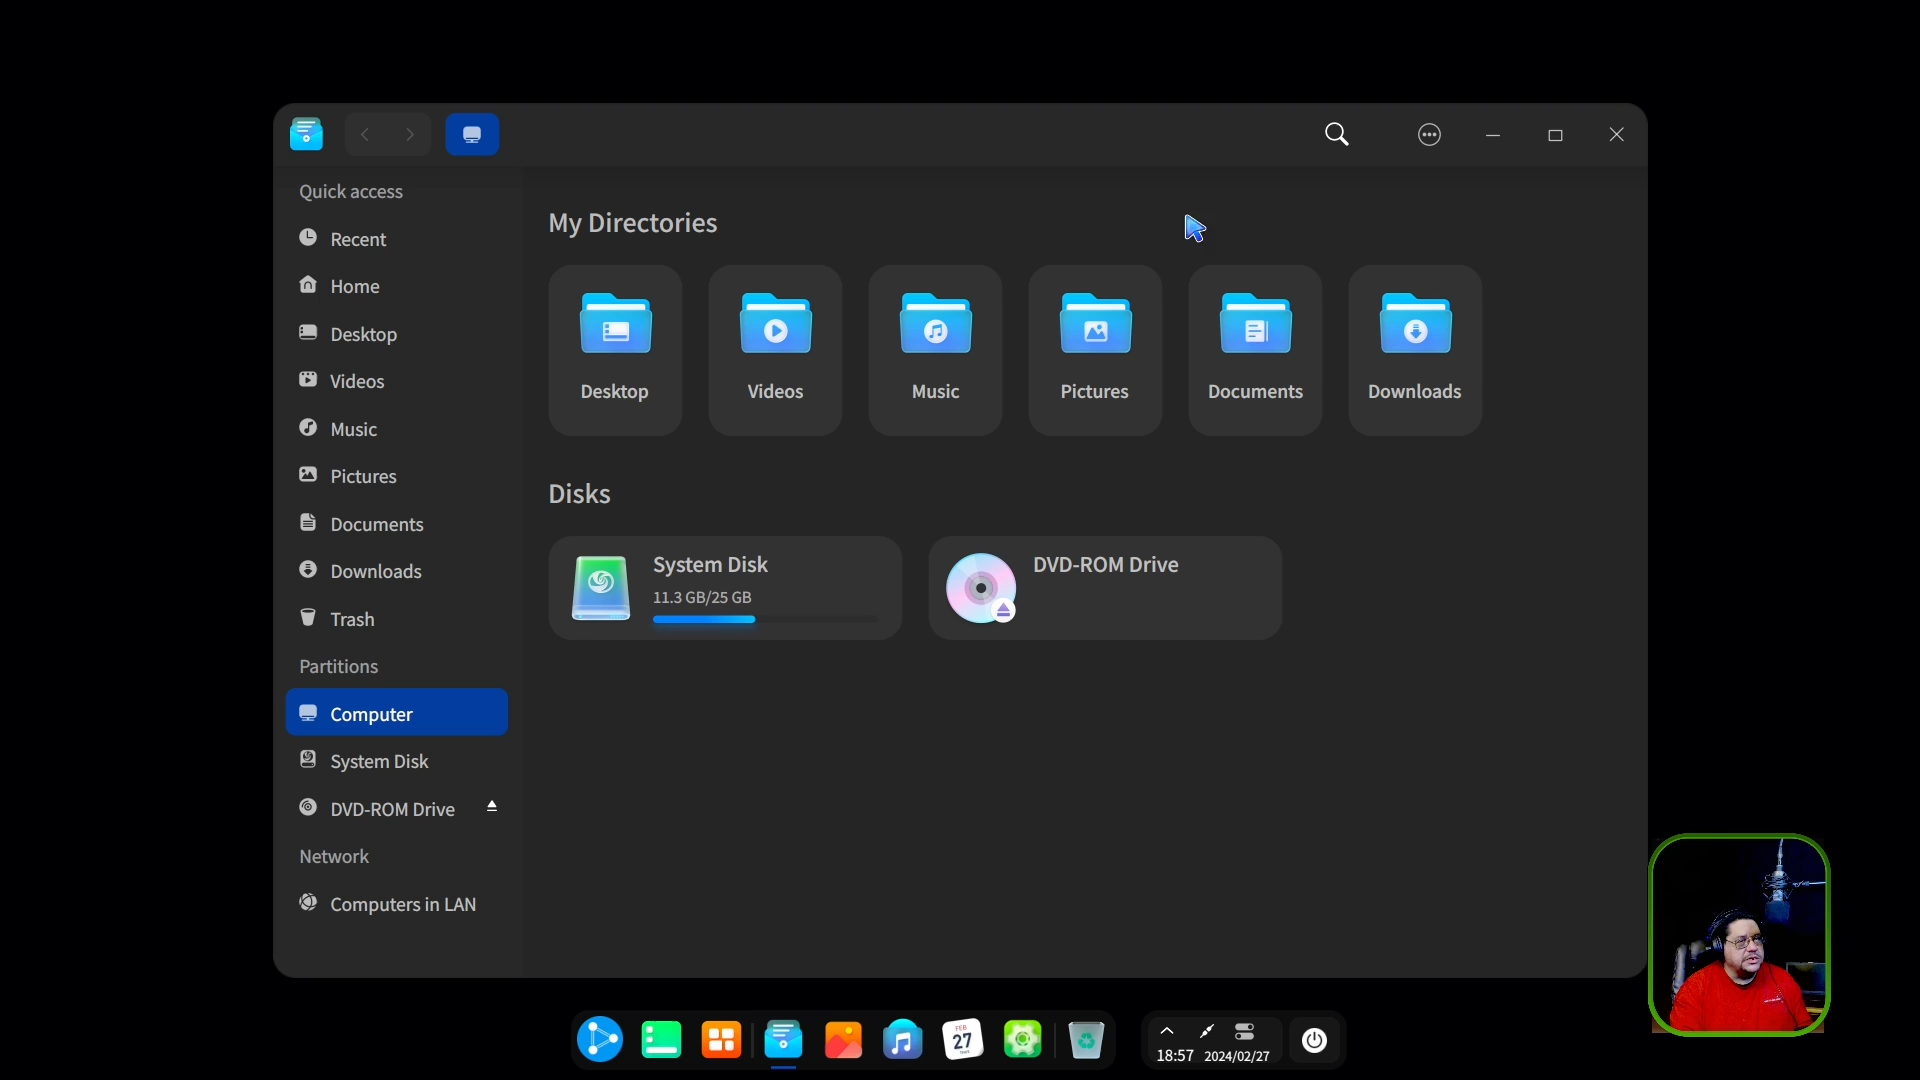 Quick access
Recent
Home
Desktop
Videos
Music
Pictures
Documents
Downloads
Trash
Partitions
Computer
System Disk
DVD-ROM Drive
Network
Computers in LAN
My Directories
Desktop
Videos
Music
Pictures
Documents
Downloads
Disks
System Disk
11.3 GB/25 GB
DVD-ROM Drive
FEB
27
18:57 2024/02/27